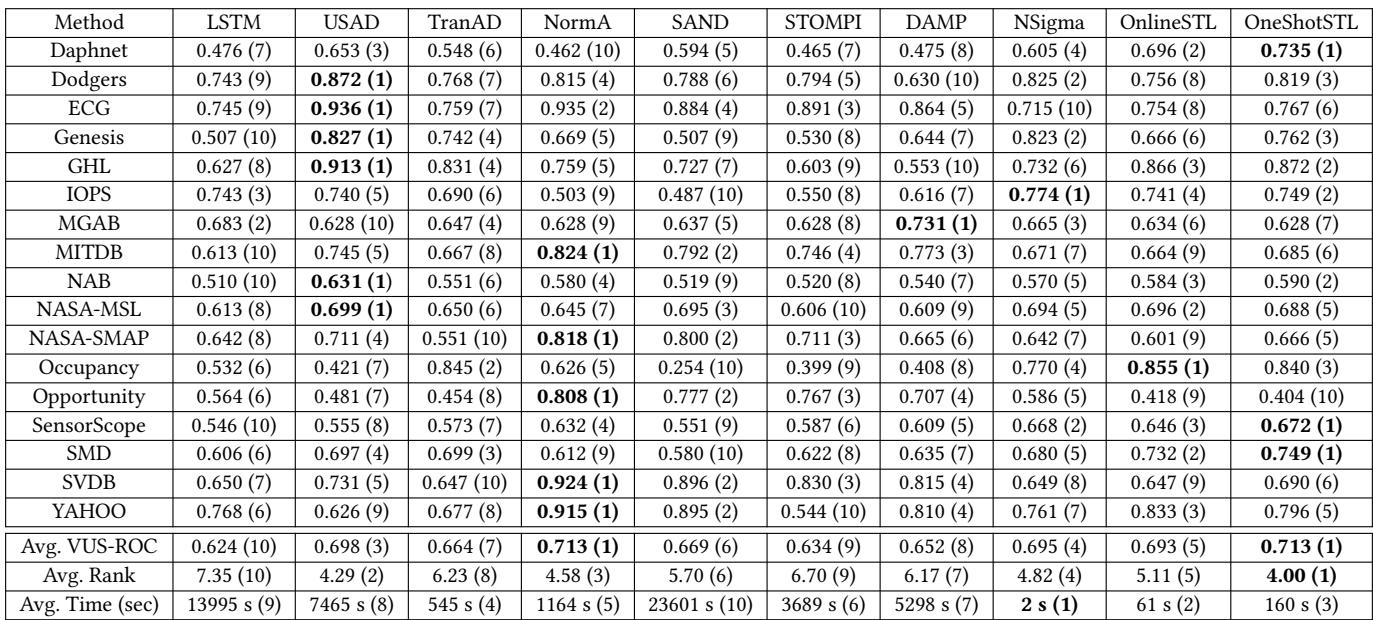 Method LSTM USAD TranAD NormA SAND STOMPI DAMP NSigma OnlineSTL OneShotSTL
Daphnet 0.476 (7) 0.653 (3) 0.548 (6) 0.462 (10) 0.594 (5) 0.465 (7) 0.475 (8) 0.605 (4) 0.696 (2) 0.735 (1)
Dodgers 0.743 (9) 0.872 (1) 0.768 (7) 0.815 (4) 0.788 (6) 0.794 (5) 0.630 (10) 0.825 (2) 0.756 (8) 0.819 (3)
ECG 0.745 (9) 0.936 (1) 0.759 (7) 0.935 (2) 0.884 (4) 0.891 (3) 0.864 (5) 0.715 (10) 0.754 (8) 0.767 (6)
Genesis 0.507 (10) 0.827 (1) 0.742 (4) 0.669 (5) 0.507 (9) 0.530 (8) 0.644 (7) 0.823 (2) 0.666 (6) 0.762 (3)
GHL 0.627 (8) 0.913 (1) 0.831 (4) 0.759 (5) 0.727 (7) 0.603 (9) 0.553 (10) 0.732 (6) 0.866 (3) 0.872 (2)
IOPS 0.743 (3) 0.740 (5) 0.690 (6) 0.503 (9) 0.487 (10) 0.550 (8) 0.616 (7) 0.774 (1) 0.741 (4) 0.749 (2)
MGAB 0.683 (2) 0.628 (10) 0.647 (4) 0.628 (9) 0.637 (5) 0.628 (8) 0.731 (1) 0.665 (3) 0.634 (6) 0.628 (7)
MITDB 0.613 (10) 0.745 (5) 0.667 (8) 0.824 (1) 0.792 (2) 0.746 (4) 0.773 (3) 0.671 (7) 0.664 (9) 0.685 (6)
NAB 0.510 (10) 0.631 (1) 0.551 (6) 0.580 (4) 0.519 (9) 0.520 (8) 0.540 (7) 0.570 (5) 0.584 (3) 0.590 (2)
NASA-MSL 0.613 (8) 0.699 (1) 0.650 (6) 0.645 (7) 0.695 (3) 0.606 (10) 0.609 (9) 0.694 (5) 0.696 (2) 0.688 (5)
NASA-SMAP 0.642 (8) 0.711 (4) 0.551 (10) 0.818 (1) 0.800 (2) 0.711 (3) 0.665 (6) 0.642 (7) 0.601 (9) 0.666 (5)
Occupancy 0.532 (6) 0.421 (7) 0.845 (2) 0.626 (5) 0.254 (10) 0.399 (9) 0.408 (8) 0.770 (4) 0.855 (1) 0.840 (3)
Opportunity 0.564 (6) 0.481 (7) 0.454 (8) 0.808 (1) 0.777 (2) 0.767 (3) 0.707 (4) 0.586 (5) 0.418 (9) 0.404 (10)
SensorScope 0.546 (10) 0.555 (8) 0.573 (7) 0.632 (4) 0.551 (9) 0.587 (6) 0.609 (5) 0.668 (2) 0.646 (3) 0.672 (1)
SMD 0.606 (6) 0.697 (4) 0.699 (3) 0.612 (9) 0.580 (10) 0.622 (8) 0.635 (7) 0.680 (5) 0.732 (2) 0.749 (1)
SVDB 0.650 (7) 0.731 (5) 0.647 (10) 0.924 (1) 0.896 (2) 0.830 (3) 0.815 (4) 0.649 (8) 0.647 (9) 0.690 (6)
YAHOO 0.768 (6) 0.626 (9) 0.677 (8) 0.915 (1) 0.895 (2) 0.544 (10) 0.810 (4) 0.761 (7) 0.833 (3) 0.796 (5)
Avg. VUS-ROC 0.624 (10) 0.698 (3) 0.664 (7) 0.713 (1) 0.669 (6) 0.634 (9) 0.652 (8) 0.695 (4) 0.693 (5) 0.713 (1)
Avg. Rank 7.35 (10) 4.29 (2) 6.23 (8) 4.58 (3) 5.70 (6) 6.70 (9) 6.17 (7) 4.82 (4) 5.11 (5) 4.00 (1)
Avg. Time (sec) 13995 s (9) 7465 s (8) 545 s (4) 1164 s (5) 23601 s (10) 3689 s (6) 5298 s (7) 2 s (1) 61 s (2) 160 s (3)